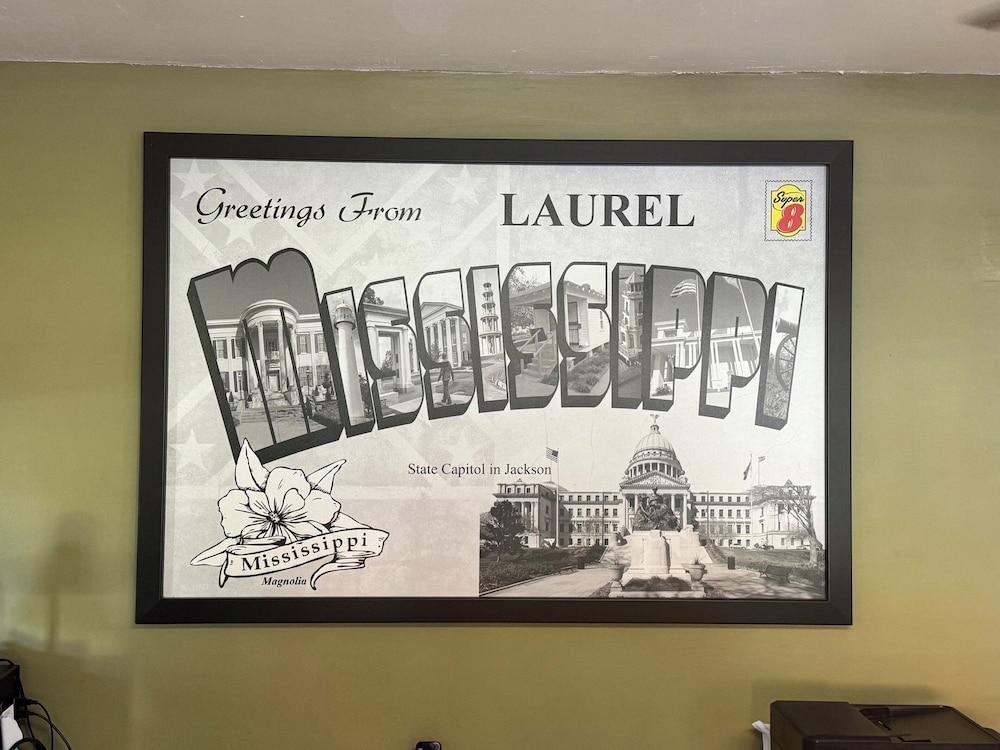 Greetings From LAUREL
Super
8
MISSISSIPPI
State Capitol in Jackson
Mississippi
Magnolia